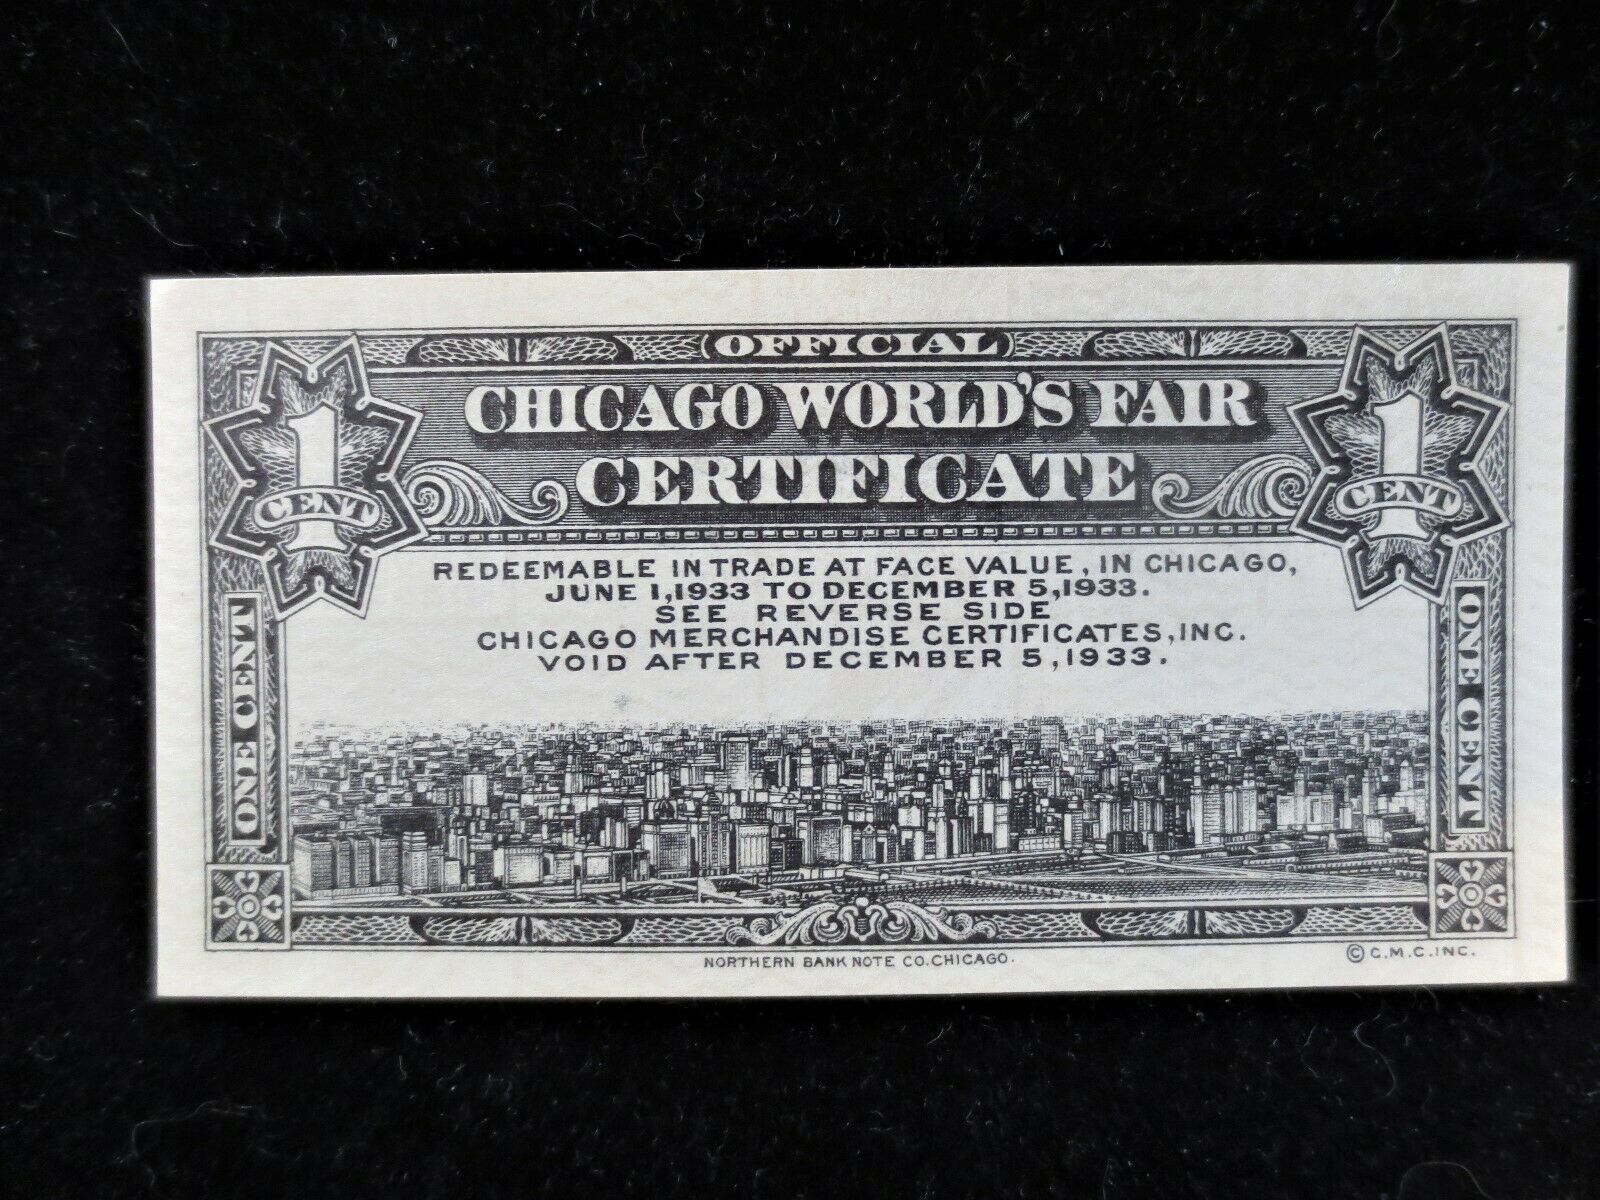 OFFICIAL
CHICAGO WORLD'S FAIR
CERTIFICATE
1
CENT
1
CENT
REDEEMABLE IN TRADE AT FACE VALUE, IN CHICAGO,
JUNE 1, 1933 TO DECEMBER 5, 1933.
SEE REVERSE SIDE
CHICAGO MERCHANDISE CERTIFICATES, INC.
VOID AFTER DECEMBER 5, 1933.
ONE CENT
ONE CENT
NORTHERN BANK NOTE CO. CHICAGO.
© C.M.C. INC.